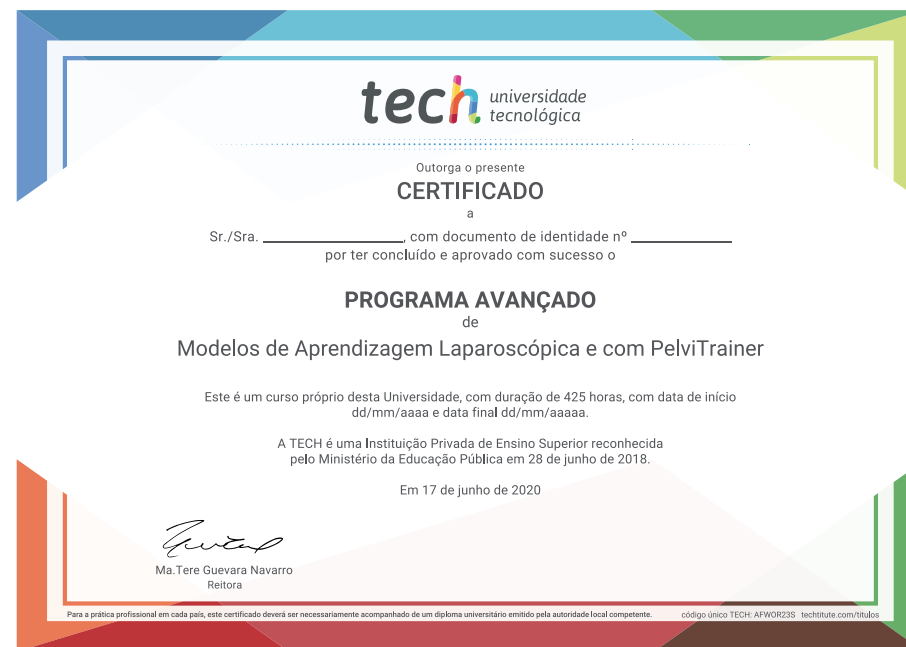 tech universidade
tecnológica
Outorga o presente
CERTIFICADO
a
Sr./Sra. ____________________, com documento de identidade nº ______________
por ter concluído e aprovado com sucesso o
PROGRAMA AVANÇADO
de
Modelos de Aprendizagem Laparoscópica e com PelviTrainer
Este é um curso próprio desta Universidade, com duração de 425 horas, com data de início
dd/mm/aaaa e data final dd/mm/aaaaa.
A TECH é uma Instituição Privada de Ensino Superior reconhecida
pelo Ministério da Educação Pública em 28 de junho de 2018.
Em 17 de junho de 2020
Ma.Tere Guevara Navarro
Reitora
Para a prática profissional em cada país, este certificado deverá ser necessariamente acompanhado de um diploma universitário emitido pela autoridade local competente. código único TECH: AFWOR23S techtitute.com/titulos